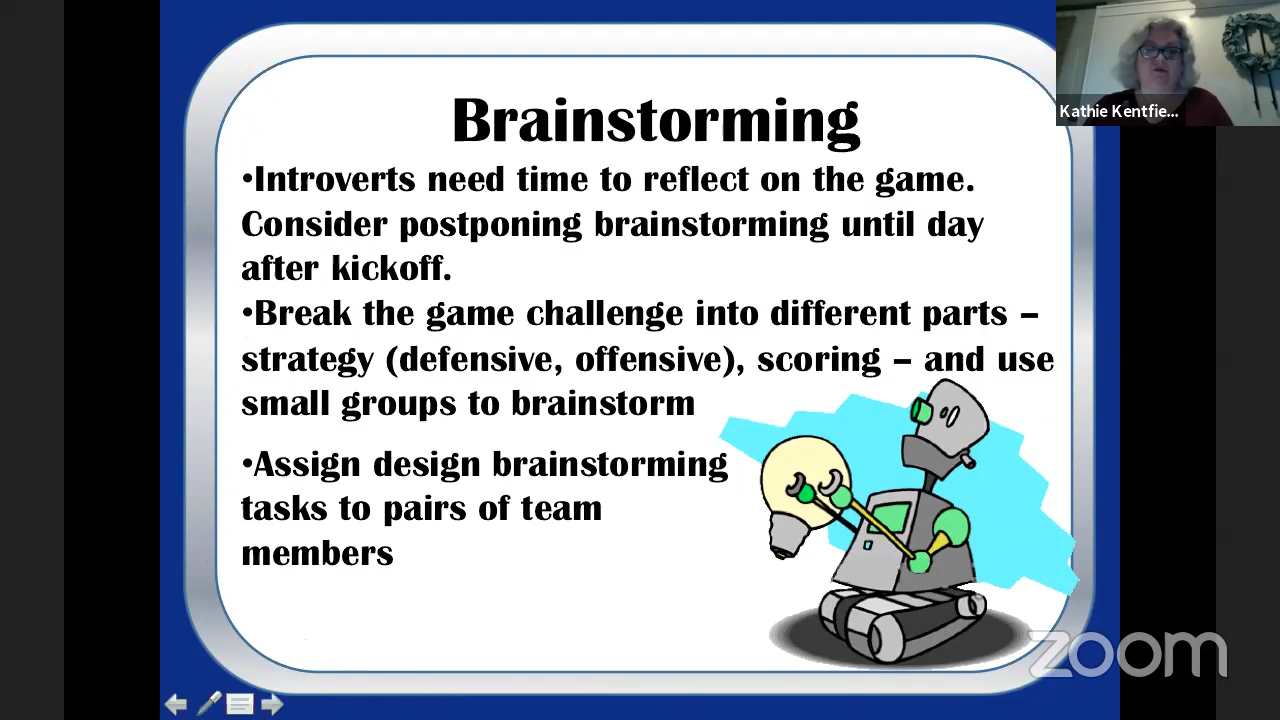 Brainstorming
•Introverts need time to reflect on the game.
Consider postponing brainstorming until day
after kickoff.
•Break the game challenge into different parts –
strategy (defensive, offensive), scoring – and use
small groups to brainstorm
•Assign design brainstorming
tasks to pairs of team
members
Kathie Kentfie...
zoom